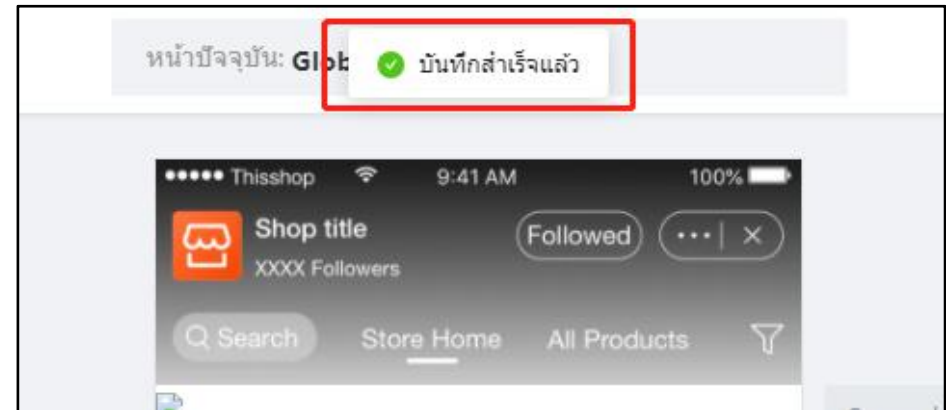 หน้าปัจจุบัน: Glob
บันทึกสำเร็จแล้ว
Thisshop 9:41 AM 100%
Shop title
Followed
XXXX Followers
Search Store Home All Products